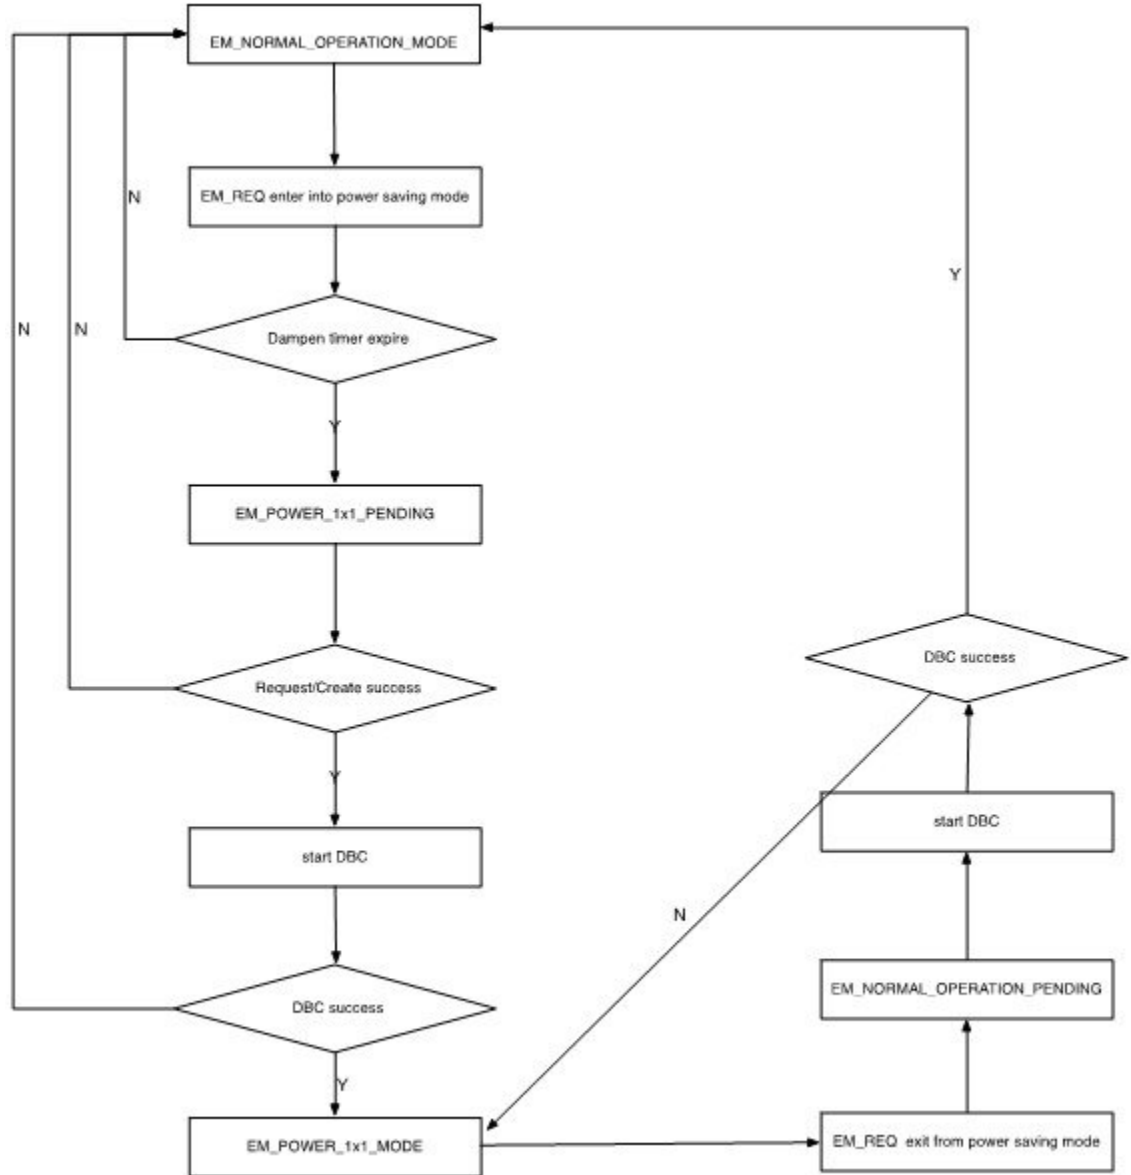 EM_NORMAL_OPERATION_MODE
EM_REQ enter into power saving mode
N
Y
N
N
Dampen timer expire
Y
EM_POWER_1x1_PENDING
DBC success
Request/Create success
Y
start DBC
start DBC
N
EM_NORMAL_OPERATION_PENDING
DBC success
Y
EM_POWER_1x1_MODE
EM_REQ exit from power saving mode